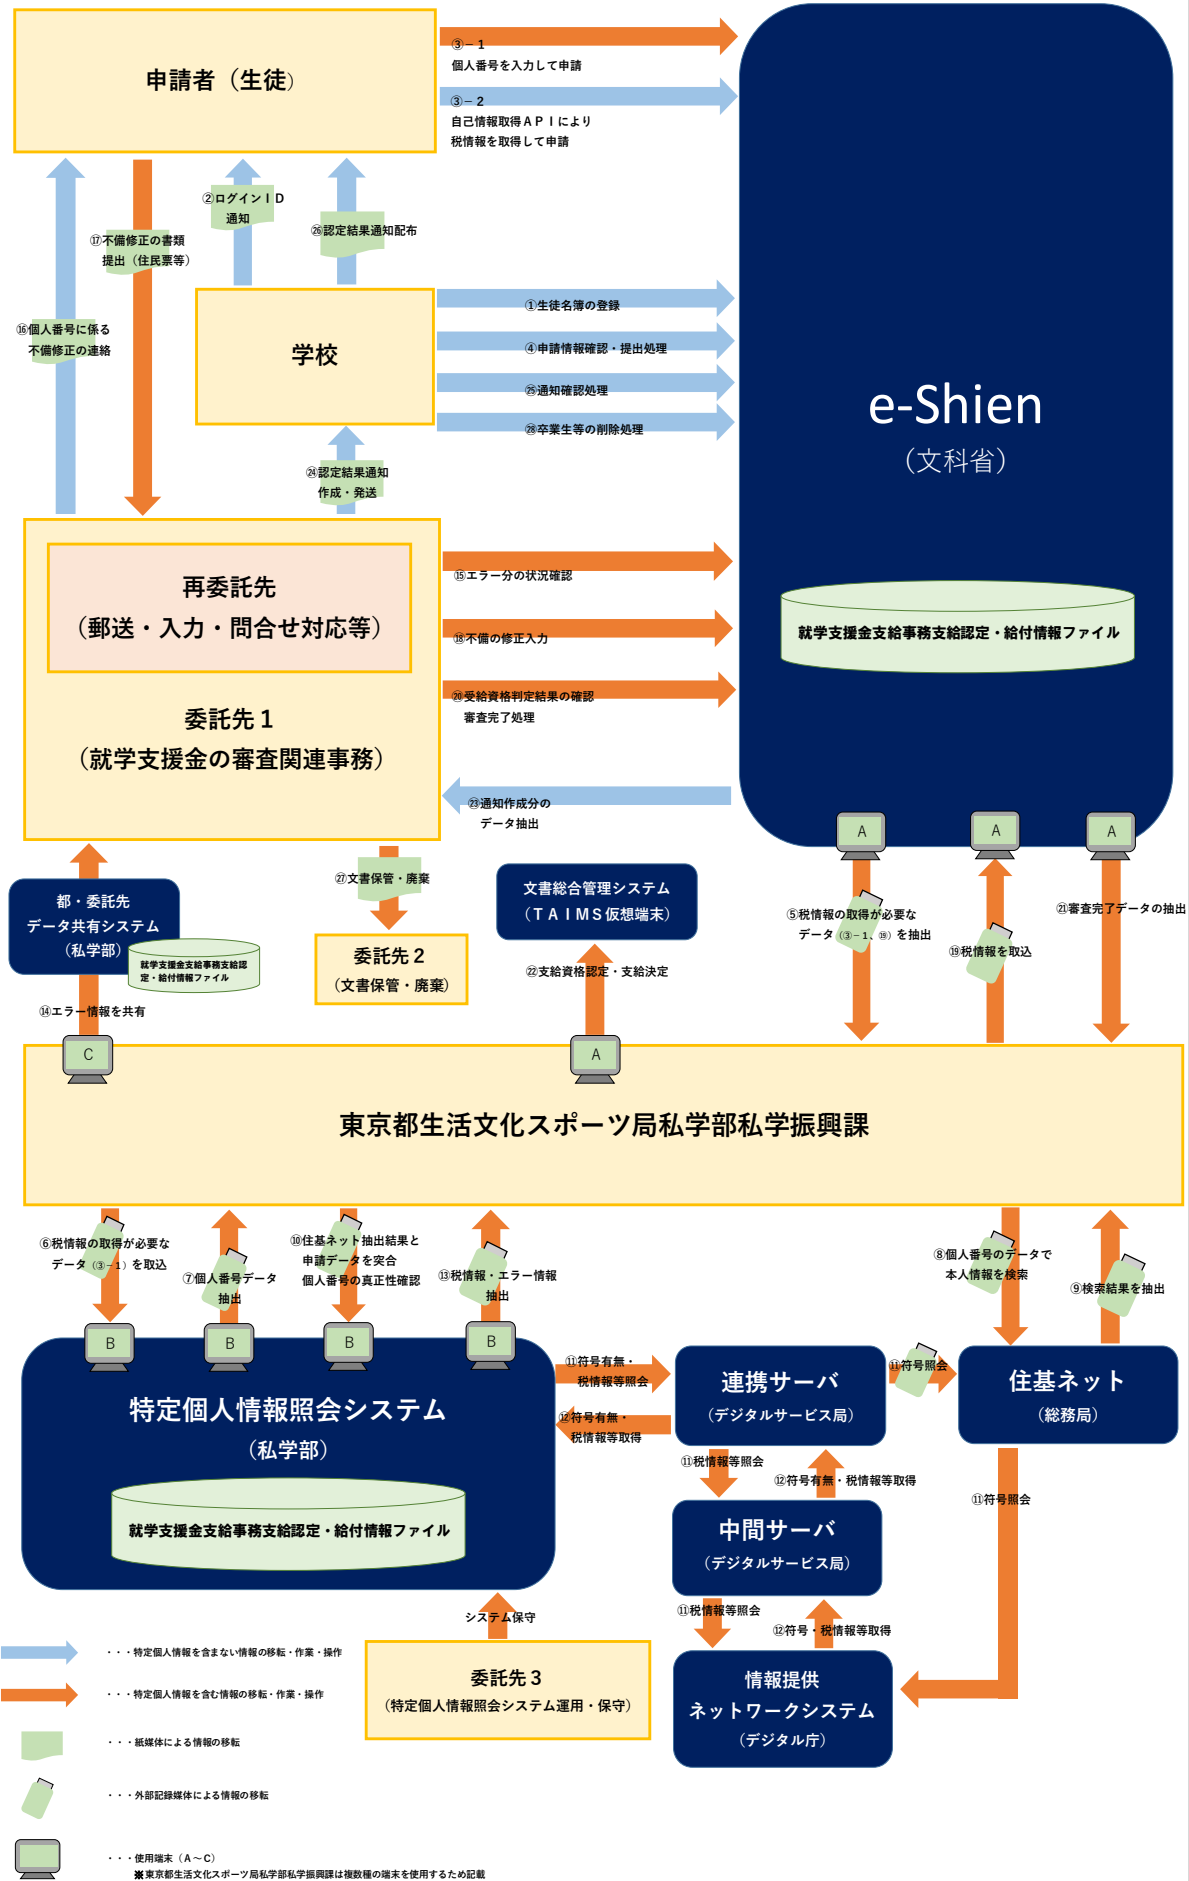 申請者（生徒）
③－１
個人番号を入力して申請
③－２
自己情報取得ＡＰＩにより
税情報を取得して申請
②ログインＩＤ
通知
㉖認定結果通知配布
⑰不備修正の書類
提出（住民票等）
⑯個人番号に係る
不備修正の連絡
学校
①生徒名簿の登録
④申請情報確認・提出処理
㉕通知確認処理
㉘卒業生等の削除処理
e-Shien
（文科省）
㉔認定結果通知
作成・発送
再委託先
（郵送・入力・問合せ対応等）
委託先１
（就学支援金の審査関連事務）
⑮エラー分の状況確認
⑱不備の修正入力
⑳受給資格判定結果の確認
審査完了処理
㉓通知作成分の
データ抽出
就学支援金支給事務支給認定・給付情報ファイル
A
A
A
都・委託先
データ共有システム
（私学部）
就学支援金支給事務支給認
定・給付情報ファイル
⑭エラー情報を共有
㉗文書保管・廃棄
委託先２
（文書保管・廃棄）
文書総合管理システム
（ＴＡＩＭＳ仮想端末）
㉒支給資格認定・支給決定
⑤税情報の取得が必要な
データ（③－１、⑱）を抽出
⑲税情報を取込
㉑審査完了データの抽出
C
A
東京都生活文化スポーツ局私学部私学振興課
⑥税情報の取得が必要な
データ（③－１）を取込
⑦個人番号データ
抽出
⑩住基ネット抽出結果と
申請データを突合
個人番号の真正性確認
⑬税情報・エラー情報
抽出
⑧個人番号のデータで
本人情報を検索
⑨検索結果を抽出
B
B
B
B
特定個人情報照会システム
（私学部）
就学支援金支給事務支給認定・給付情報ファイル
⑪符号有無・
税情報等照会
⑫符号有無・
税情報等取得
連携サーバ
（デジタルサービス局）
⑪符号照会
住基ネット
（総務局）
⑪税情報等照会
⑫符号有無・税情報等取得
⑪符号照会
中間サーバ
（デジタルサービス局）
⑪税情報等照会
⑫符号・税情報等取得
情報提供
ネットワークシステム
（デジタル庁）
システム保守
委託先３
（特定個人情報照会システム運用・保守）
・・・特定個人情報を含まない情報の移転・作業・操作
・・・特定個人情報を含む情報の移転・作業・操作
・・・紙媒体による情報の移転
・・・外部記録媒体による情報の移転
・・・使用端末（Ａ～Ｃ）
※東京都生活文化スポーツ局私学部私学振興課は複数種の端末を使用するため記載